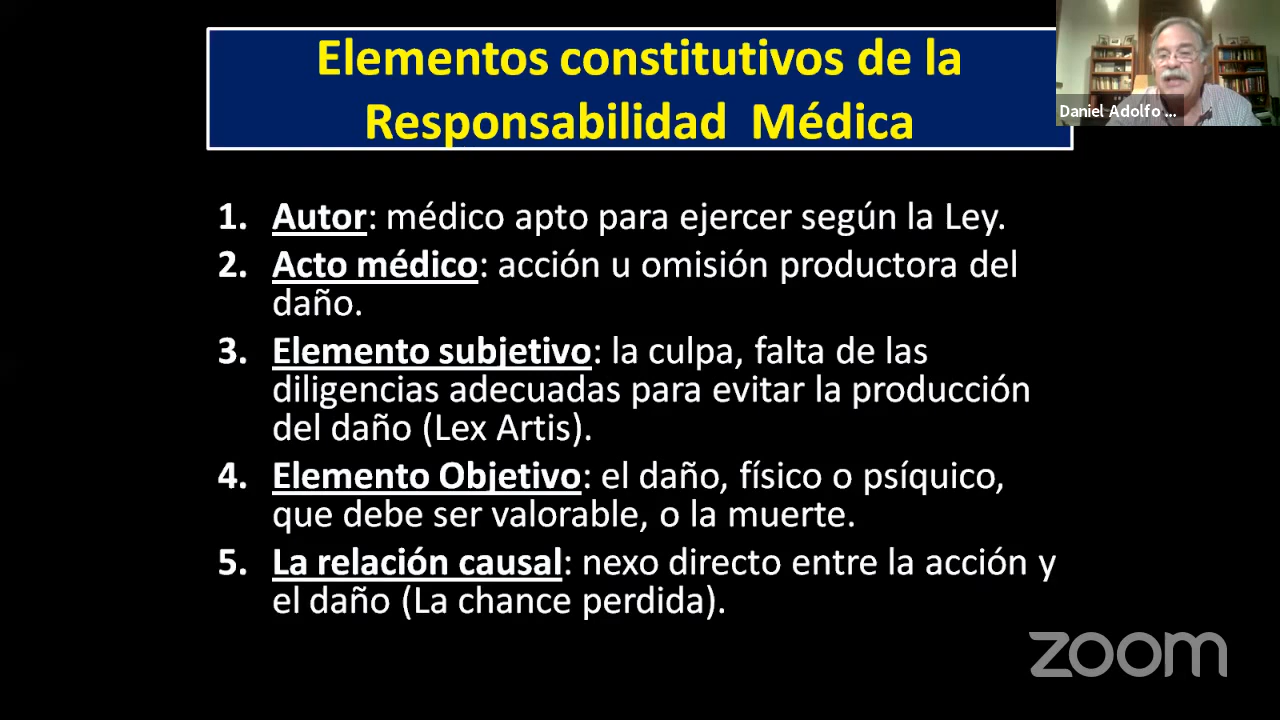 Elementos constitutivos de la
Responsabilidad Médica
Daniel Adolfo ...
1. Autor: médico apto para ejercer según la Ley.
2. Acto médico: acción u omisión productora del
daño.
3. Elemento subjetivo: la culpa, falta de las
diligencias adecuadas para evitar la producción
del daño (Lex Artis).
4. Elemento Objetivo: el daño, físico o psíquico,
que debe ser valorable, o la muerte.
5. La relación causal: nexo directo entre la acción y
el daño (La chance perdida).
zoom